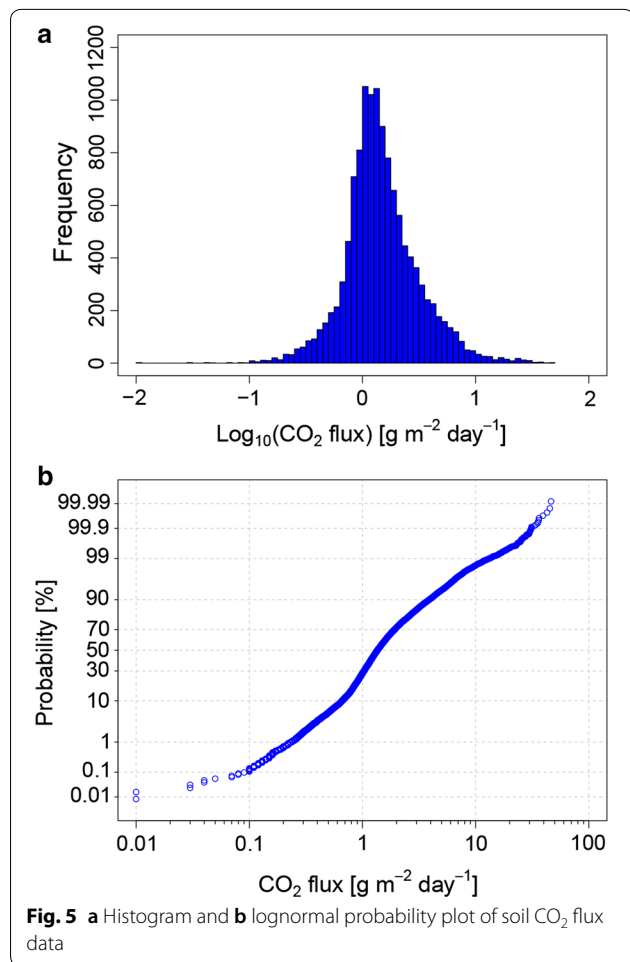 a
1200
1000
800
600
400
200
0
Frequency
−2 −1 0 1 2
Log₁₀(CO₂ flux) [g m⁻² day⁻¹]
b
99.99
99.9
99
90
70
50
30
10
1
0.1
0.01
Probability [%]
0.01 0.1 1 10 100
CO₂ flux [g m⁻² day⁻¹]
Fig. 5 a Histogram and b lognormal probability plot of soil CO₂ flux
data